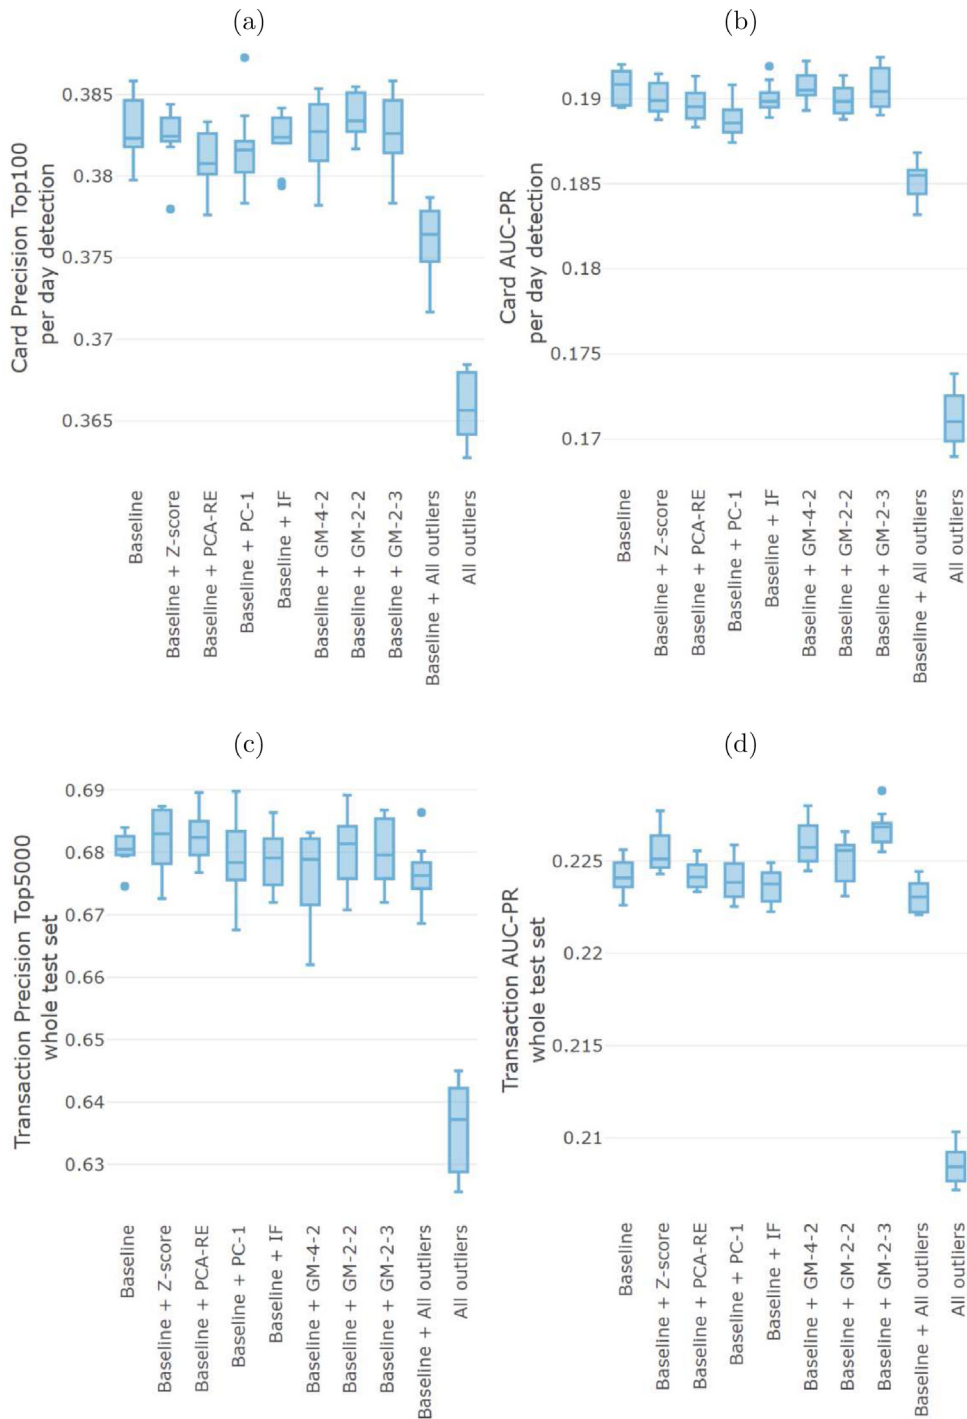 (a)
Card Precision Top100
per day detection
0.385
0.38
0.375
0.37
0.365
Baseline
Baseline + Z-score
Baseline + PCA-RE
Baseline + PC-1
Baseline + IF
Baseline + GM-4-2
Baseline + GM-2-2
Baseline + GM-2-3
Baseline + All outliers
All outliers
(b)
Card AUC-PR
per day detection
0.19
0.185
0.18
0.175
0.17
Baseline
Baseline + Z-score
Baseline + PCA-RE
Baseline + PC-1
Baseline + IF
Baseline + GM-4-2
Baseline + GM-2-2
Baseline + GM-2-3
Baseline + All outliers
All outliers
(c)
Transaction Precision Top5000
whole test set
0.69
0.68
0.67
0.66
0.65
0.64
0.63
Baseline
Baseline + Z-score
Baseline + PCA-RE
Baseline + PC-1
Baseline + IF
Baseline + GM-4-2
Baseline + GM-2-2
Baseline + GM-2-3
Baseline + All outliers
All outliers
(d)
Transaction AUC-PR
whole test set
0.225
0.22
0.215
0.21
Baseline
Baseline + Z-score
Baseline + PCA-RE
Baseline + PC-1
Baseline + IF
Baseline + GM-4-2
Baseline + GM-2-2
Baseline + GM-2-3
Baseline + All outliers
All outliers